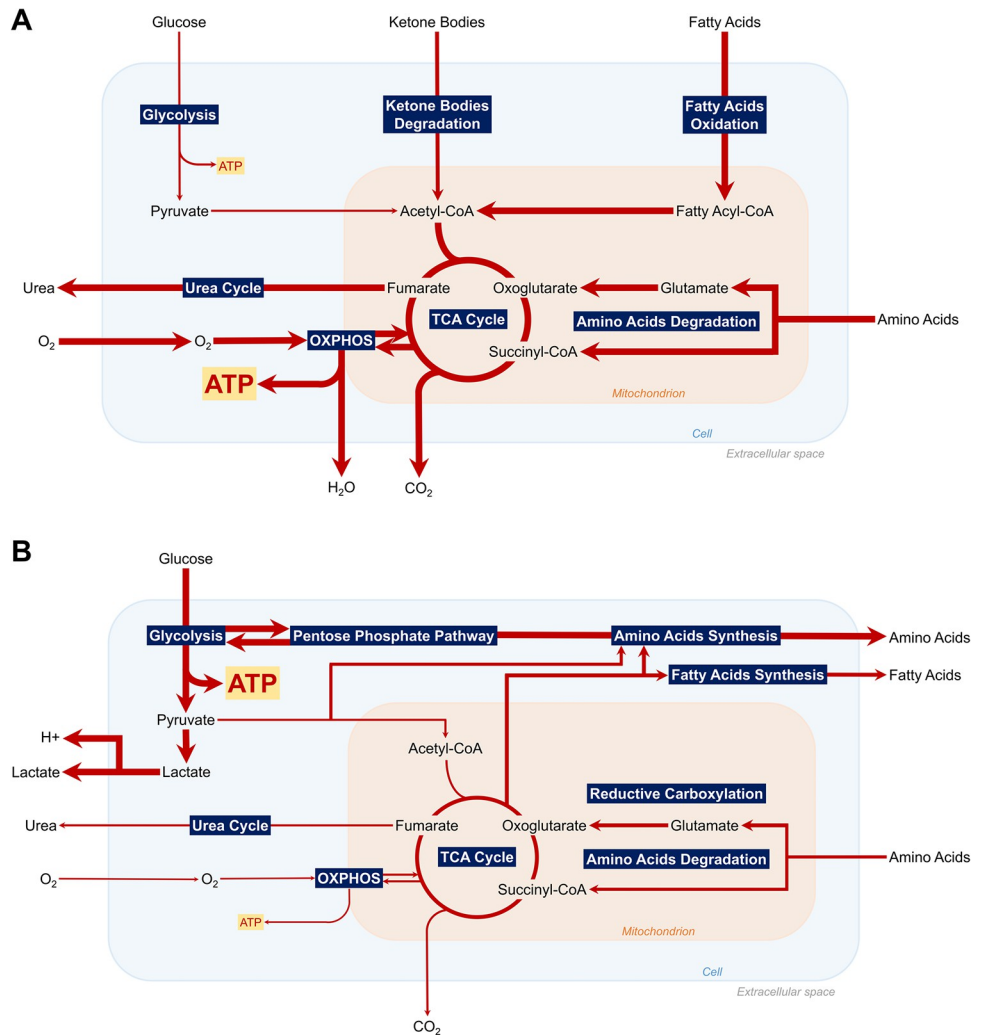 A
Glucose
Ketone Bodies
Fatty Acids
Glycolysis
Ketone Bodies
Degradation
Fatty Acids
Oxidation
ATP
Pyruvate
Acetyl-CoA
Fatty Acyl-CoA
Urea
Urea Cycle
Fumarate
Oxoglutarate
Glutamate
TCA Cycle
Amino Acids Degradation
Amino Acids
O₂
O₂
OXPHOS
Succinyl-CoA
ATP
Mitochondrion
Cell
Extracellular space
H₂O
CO₂
B
Glucose
Glycolysis
Pentose Phosphate Pathway
Amino Acids Synthesis
Amino Acids
ATP
Fatty Acids Synthesis
Fatty Acids
Pyruvate
H+
Acetyl-CoA
Lactate
Lactate
Reductive Carboxylation
Urea
Urea Cycle
Fumarate
Oxoglutarate
Glutamate
TCA Cycle
Amino Acids Degradation
Amino Acids
O₂
O₂
OXPHOS
Succinyl-CoA
ATP
Mitochondrion
Cell
Extracellular space
CO₂